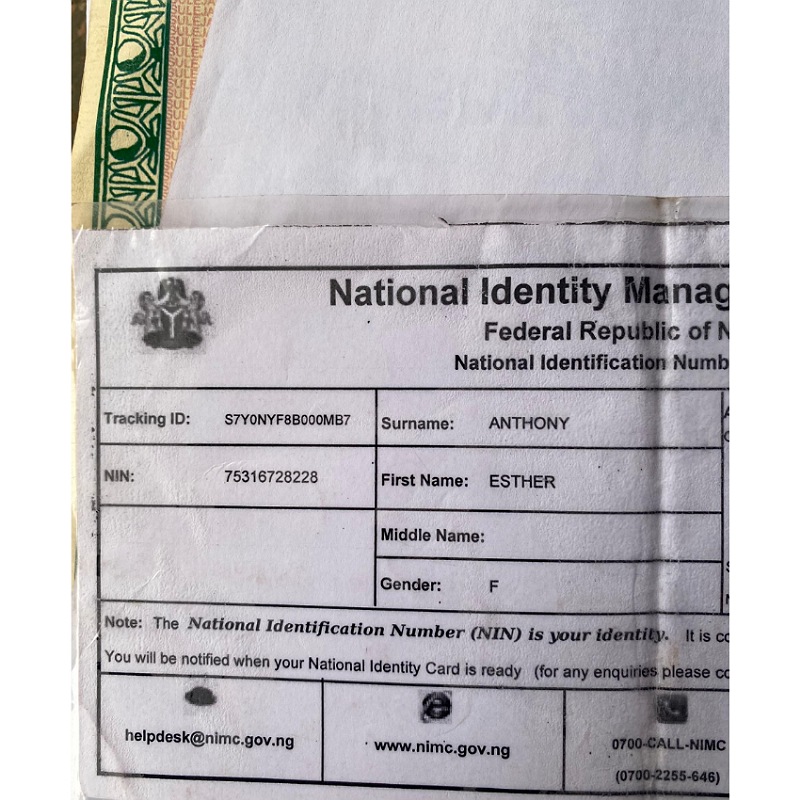 SULEJA
National Identity Manag
Federal Republic of N
National Identification Numb
Tracking ID: S7Y0NYF8B000MB7
Surname: ANTHONY
NIN: 75316728228
First Name: ESTHER
Middle Name:
Gender: F
Note: The National Identification Number (NIN) is your identity. It is co
You will be notified when your National Identity Card is ready (for any enquiries please co
helpdesk@nimc.gov.ng
www.nimc.gov.ng
0700-CALL-NIMC
(0700-2255-646)